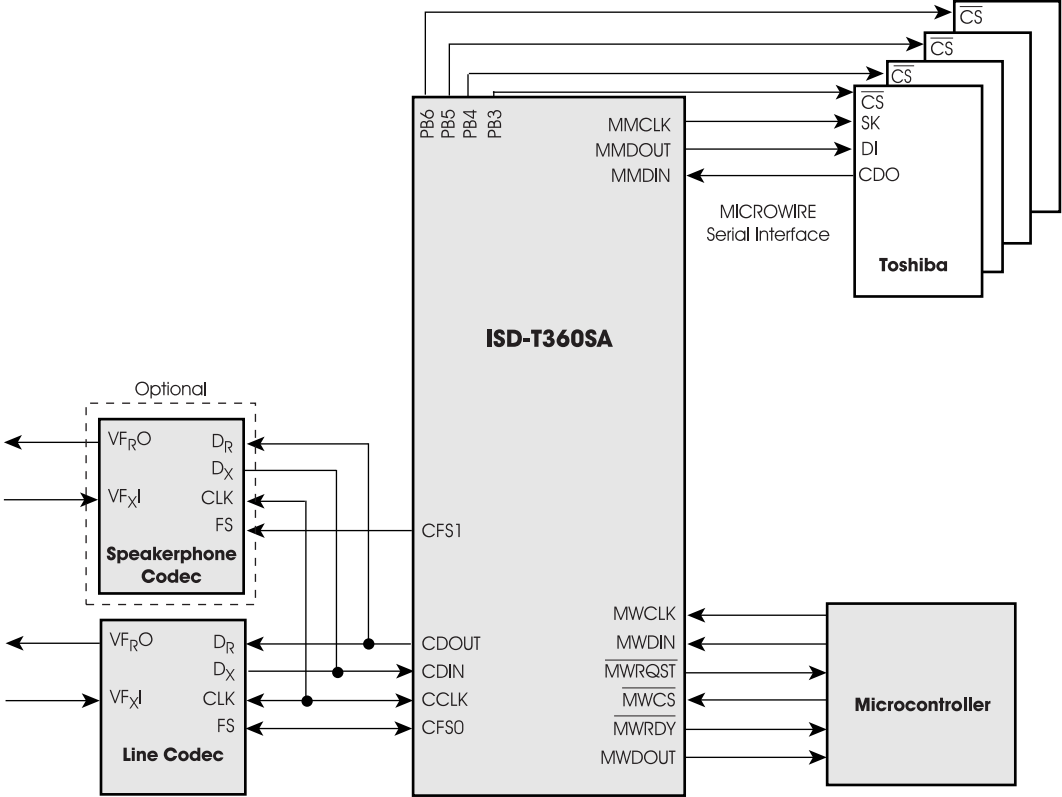 CS
CS
CS
CS
SK
DI
CDO
Toshiba
PB6
PB5
PB4
PB3
MMCLK
MMDOUT
MMDIN
MICROWIRE
Serial Interface
ISD-T360SA
Optional
VFRO
DR
DX
VFXI
CLK
FS
Speakerphone
Codec
CFS1
VFRO
DR
DX
VFXI
CLK
FS
Line Codec
CDOUT
CDIN
CCLK
CFS0
MWCLK
MWDIN
MWRQST
MWCS
MWRDY
MWDOUT
Microcontroller